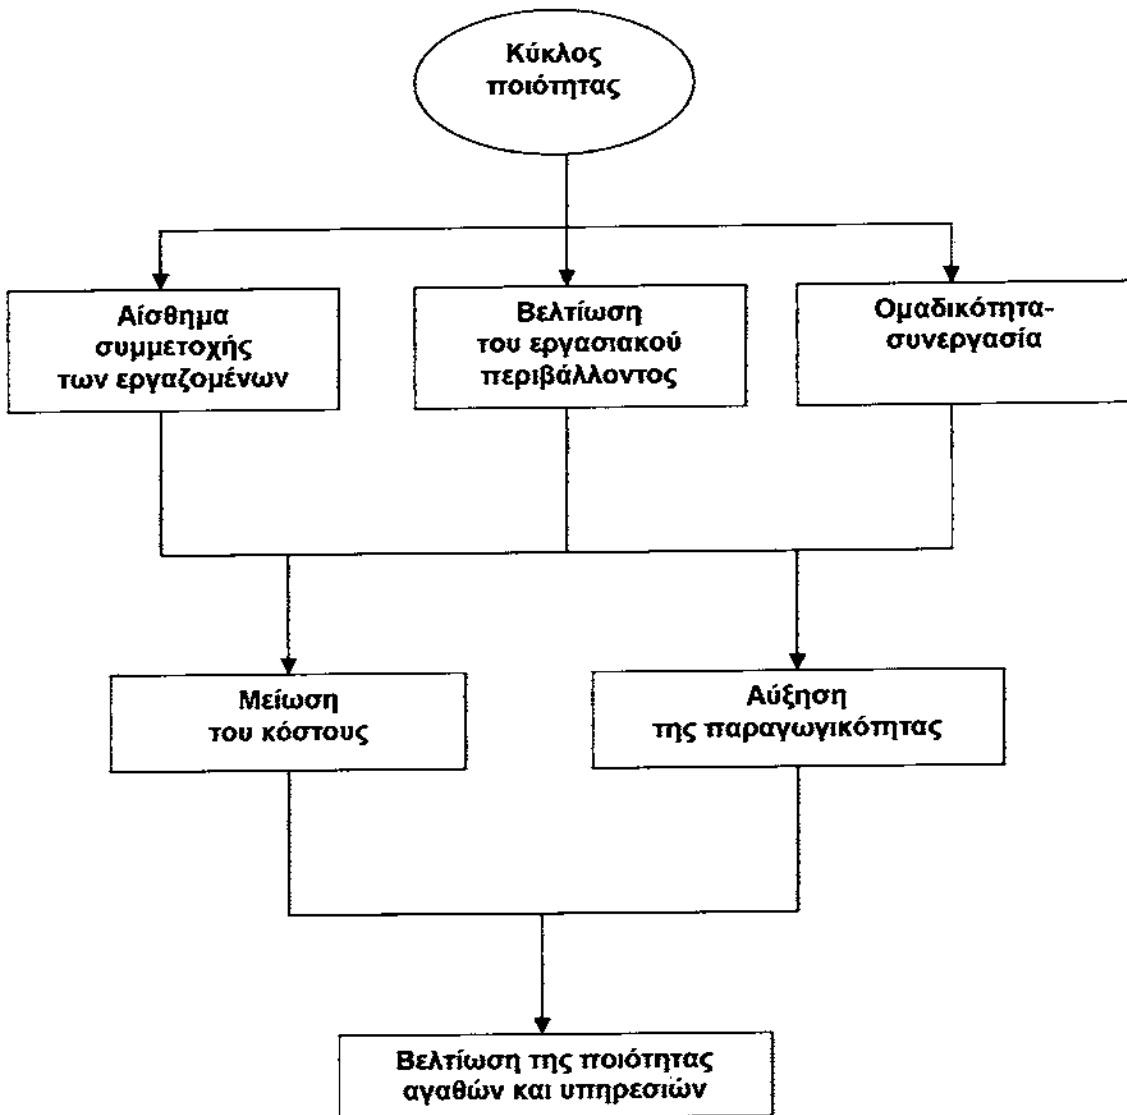 Κύκλος
ποιότητας
Αίσθημα
συμμετοχής
των εργαζομένων
Βελτίωση
του εργασιακού
περιβάλλοντος
Ομαδικότητα-
συνεργασία
Μείωση
του κόστους
Αύξηση
της παραγωγικότητας
Βελτίωση της ποιότητας
αγαθών και υπηρεσιών